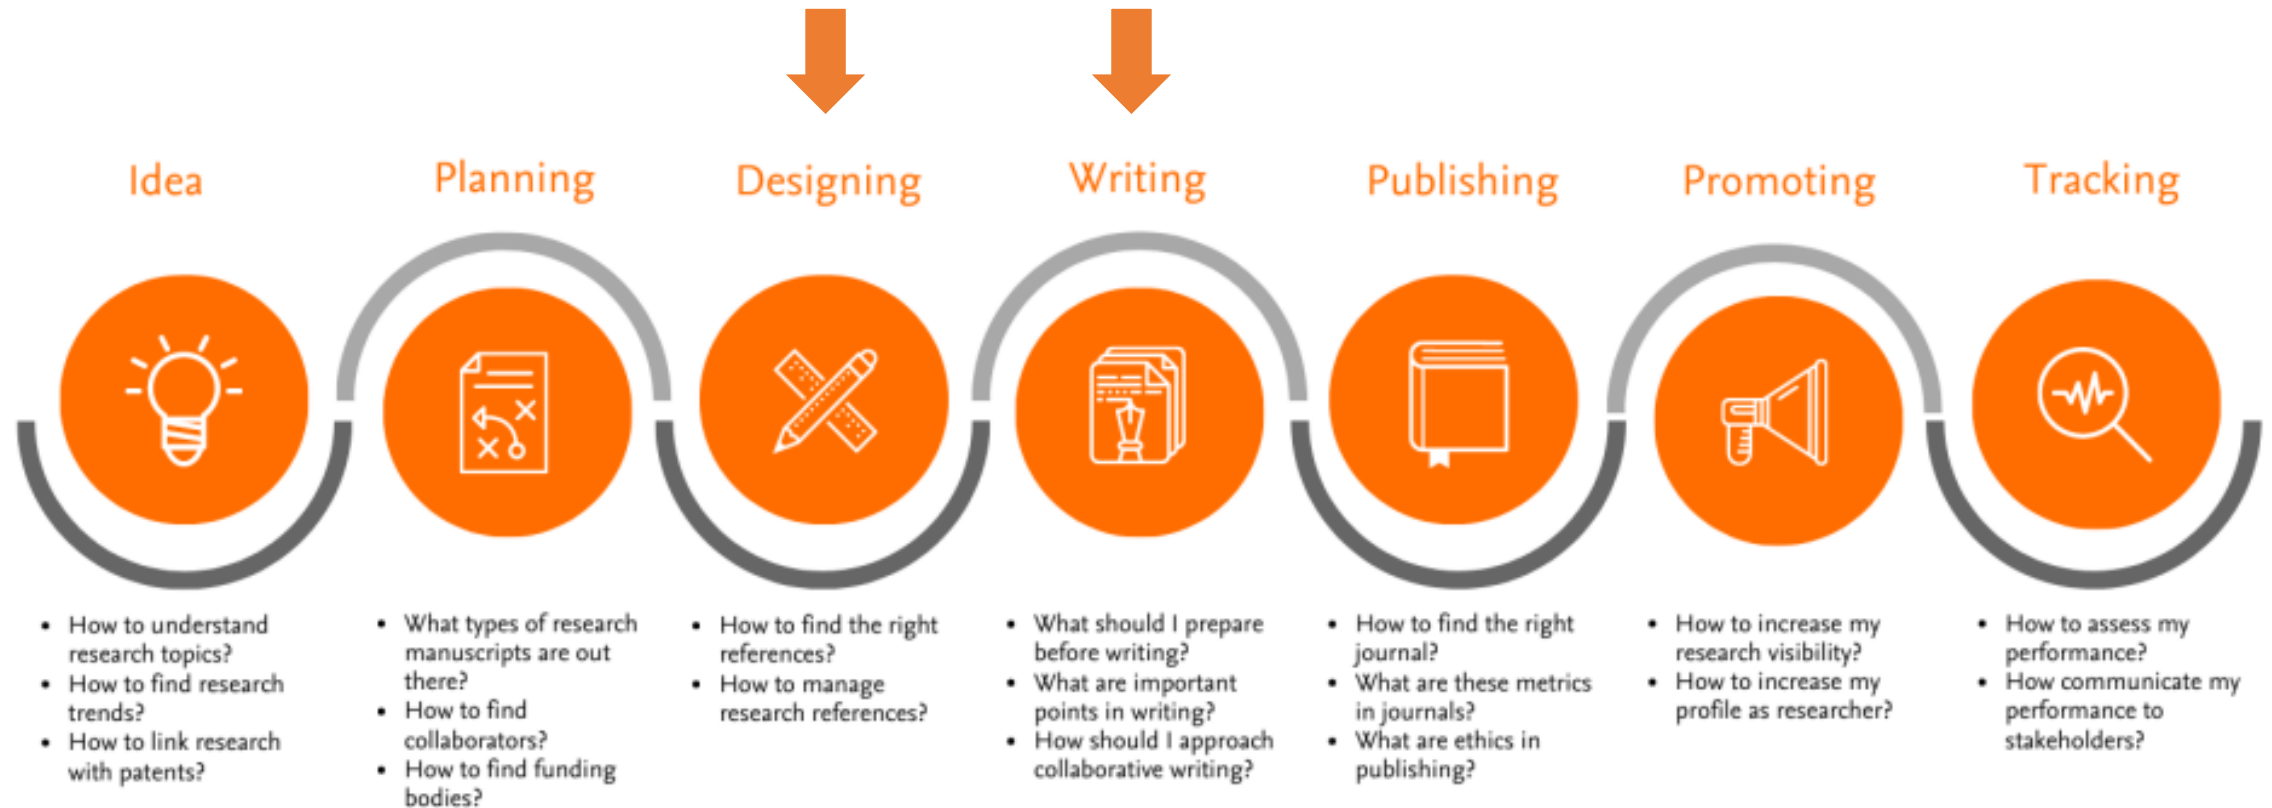 Idea
Planning
Designing
Writing
Publishing
Promoting
Tracking
• How to understand
research topics?
• How to find research
trends?
• How to link research
with patents?
• What types of research
manuscripts are out
there?
• How to find
collaborators?
• How to find funding
bodies?
• How to find the right
references?
• How to manage
research references?
• What should I prepare
before writing?
• What are important
points in writing?
• How should I approach
collaborative writing?
• How to find the right
journal?
• What are these metrics
in journals?
• What are ethics in
publishing?
• How to increase my
research visibility?
• How to increase my
profile as researcher?
• How to assess my
performance?
• How communicate my
performance to
stakeholders?